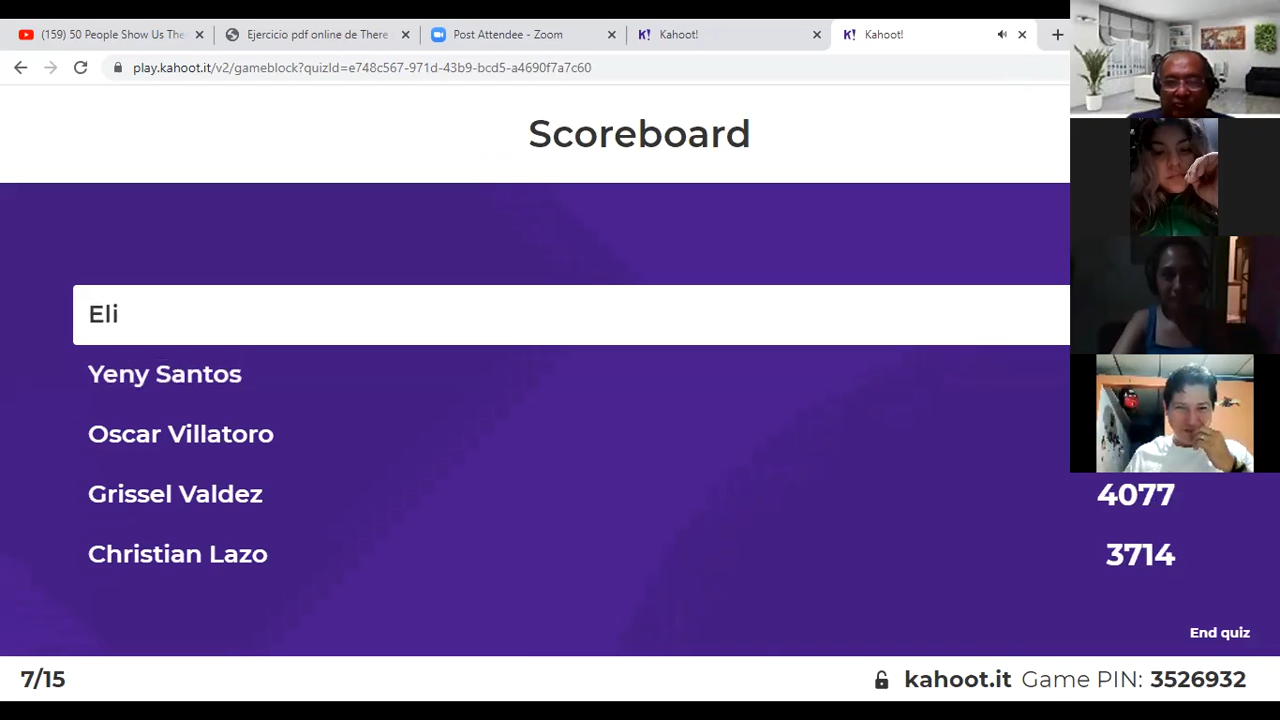 (159) 50 People Show Us The
Ejercicio pdf online de There
Post Attendee - Zoom
Kahoot!
Kahoot!
play.kahoot.it/v2/gameblock?quizId=e748c567-971d-43b9-bcd5-a4690f7a7c60
Scoreboard
Eli
Yeny Santos
Oscar Villatoro
Grissel Valdez 4077
Christian Lazo 3714
End quiz
7/15
kahoot.it Game PIN: 3526932